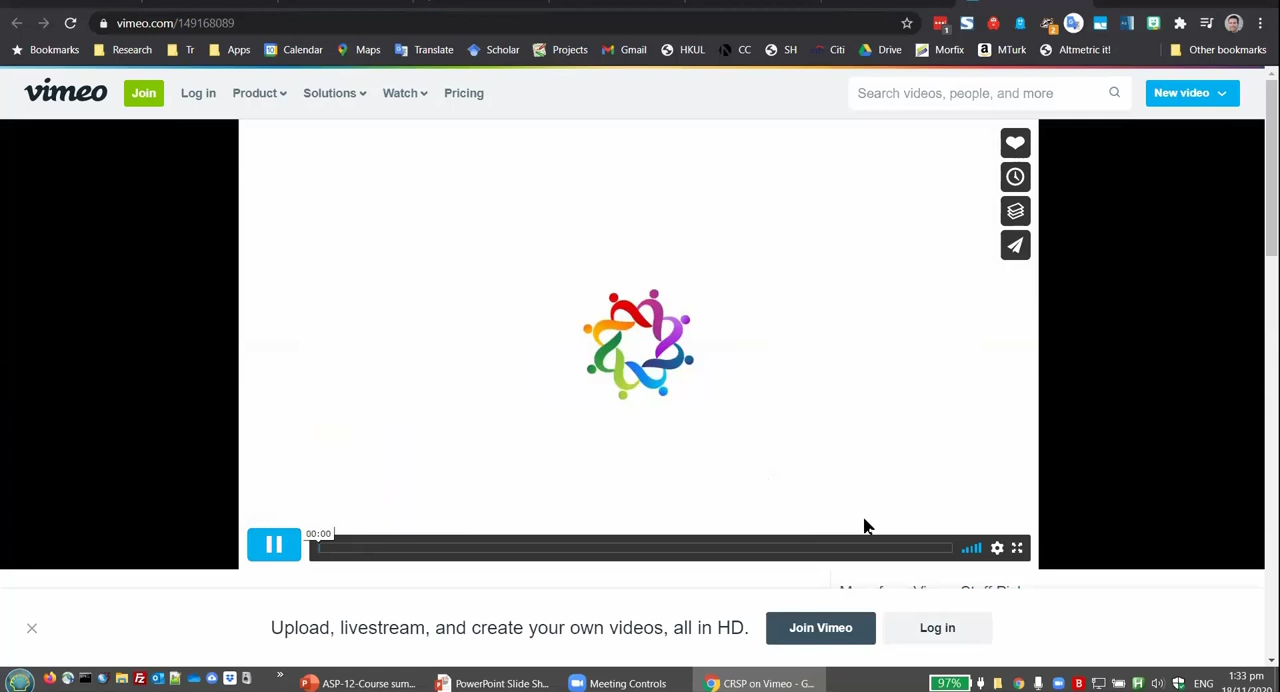 vimeo.com/149168089
1
2
Bookmarks Research Tr Apps Calendar Maps Translate Scholar Projects Gmail HKUL CC SH Citi Drive Morfix MTurk Altmetric it! Other bookmarks
vimeo Join Log in Product Solutions Watch Pricing Search videos, people, and more New video
00:00
Upload, livestream, and create your own videos, all in HD. Join Vimeo Log in
ASP-12-Course sum... PowerPoint Slide Sh... Meeting Controls CRSP on Vimeo - G... 97% ENG
1:33 pm